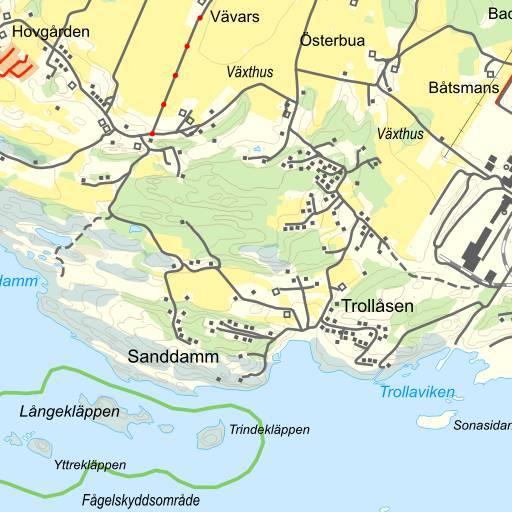 Vävars
Bac
Hovgården
Österbua
Växthus
Båtsmans
Växthus
damm
Trollåsen
Sanddamm
Trollaviken
Långekläppen
Sonasidan
Trindekläppen
Yttrekläppen
Fågelskyddsområde